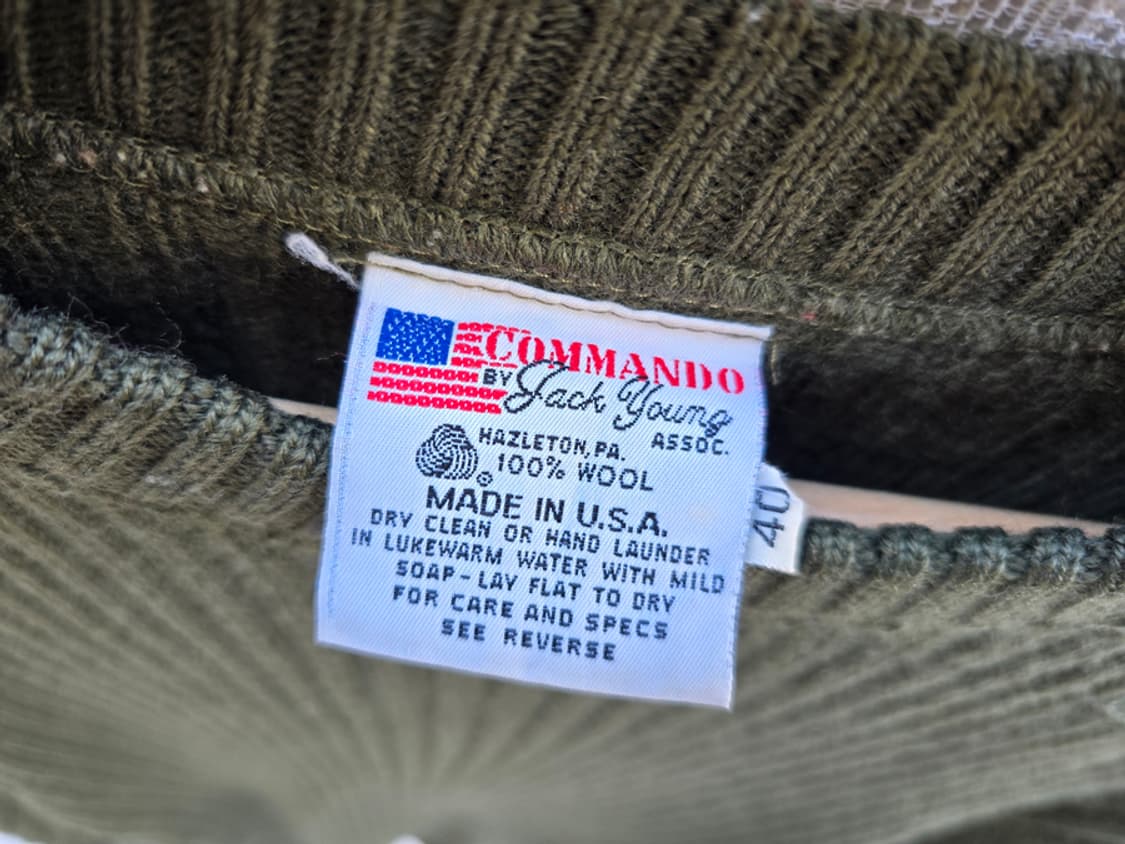 COMMANDO
BY Jack Young
HAZLETON, PA. ASSOC.
® 100% WOOL
MADE IN U.S.A.
DRY CLEAN OR HAND LAUNDER
IN LUKEWARM WATER WITH MILD
SOAP-LAY FLAT TO DRY
FOR CARE AND SPECS
SEE REVERSE
40